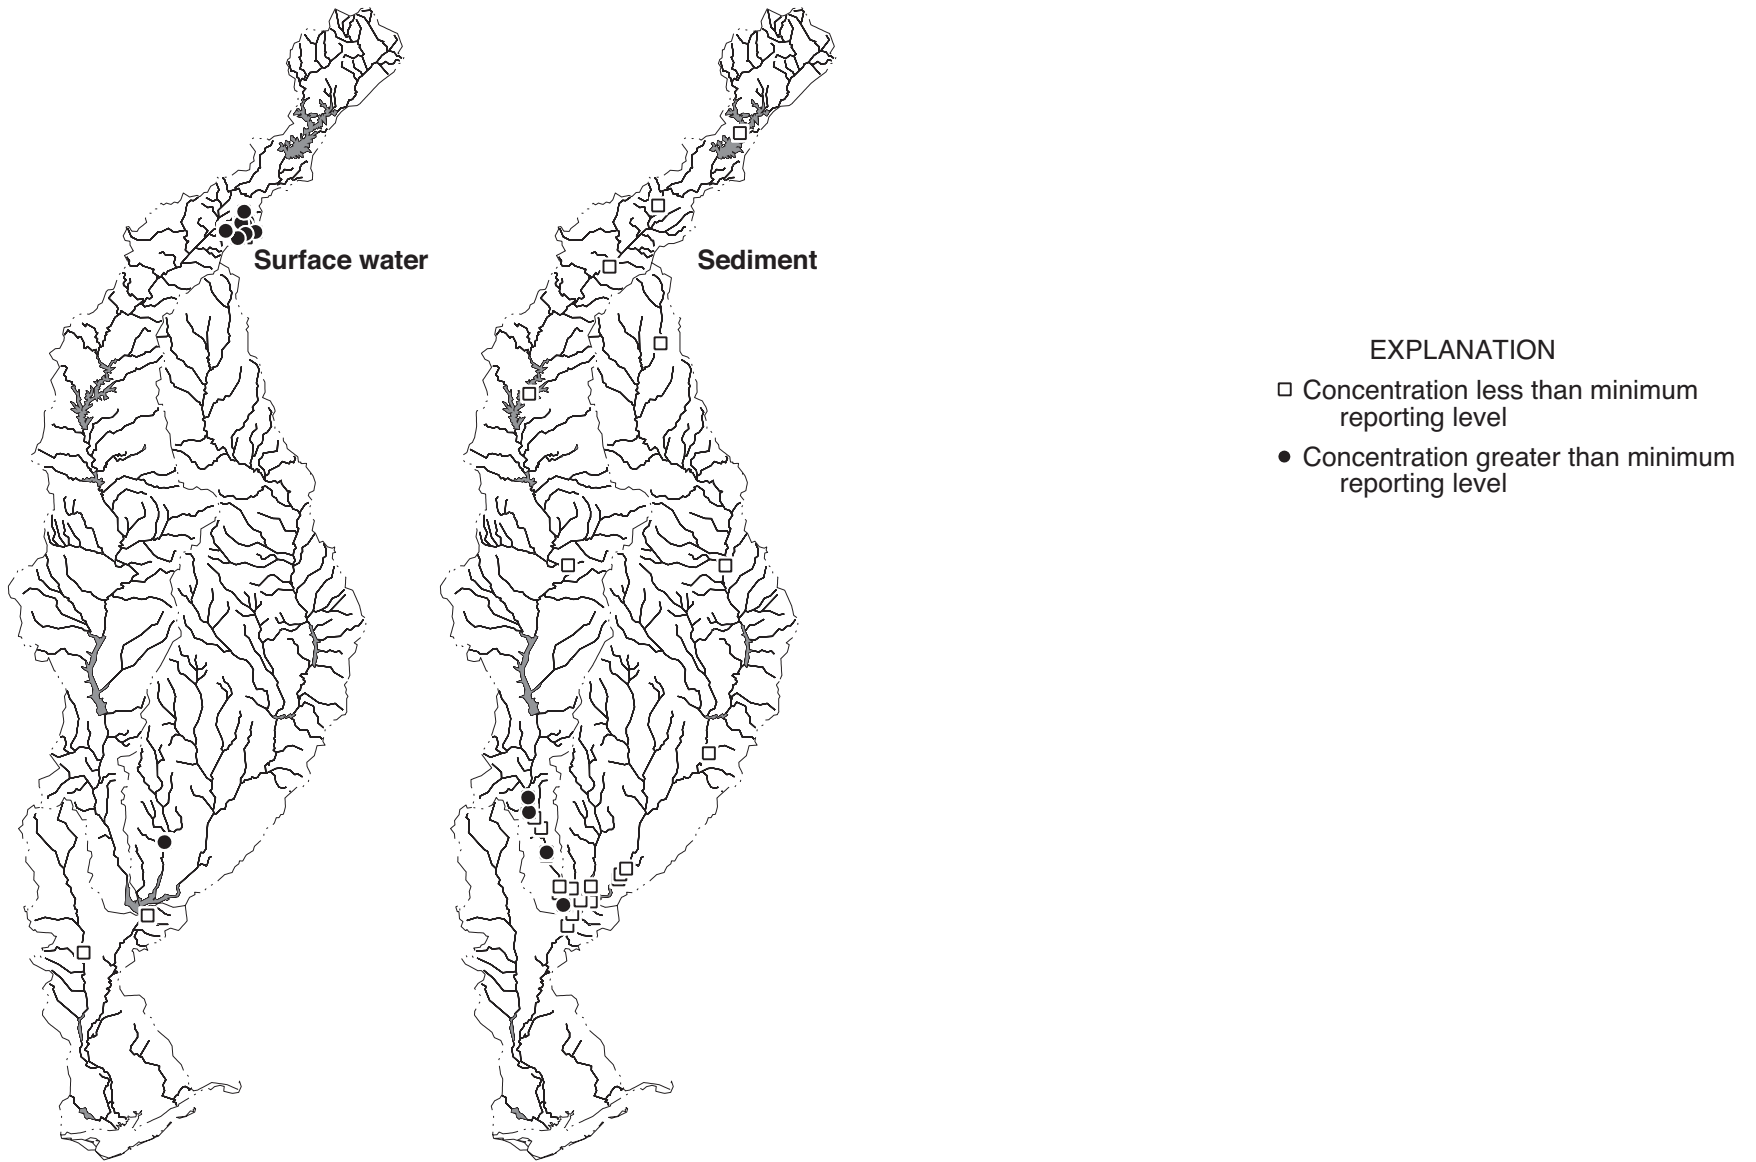 Surface water
Sediment
EXPLANATION
Concentration less than minimum
reporting level
Concentration greater than minimum
reporting level